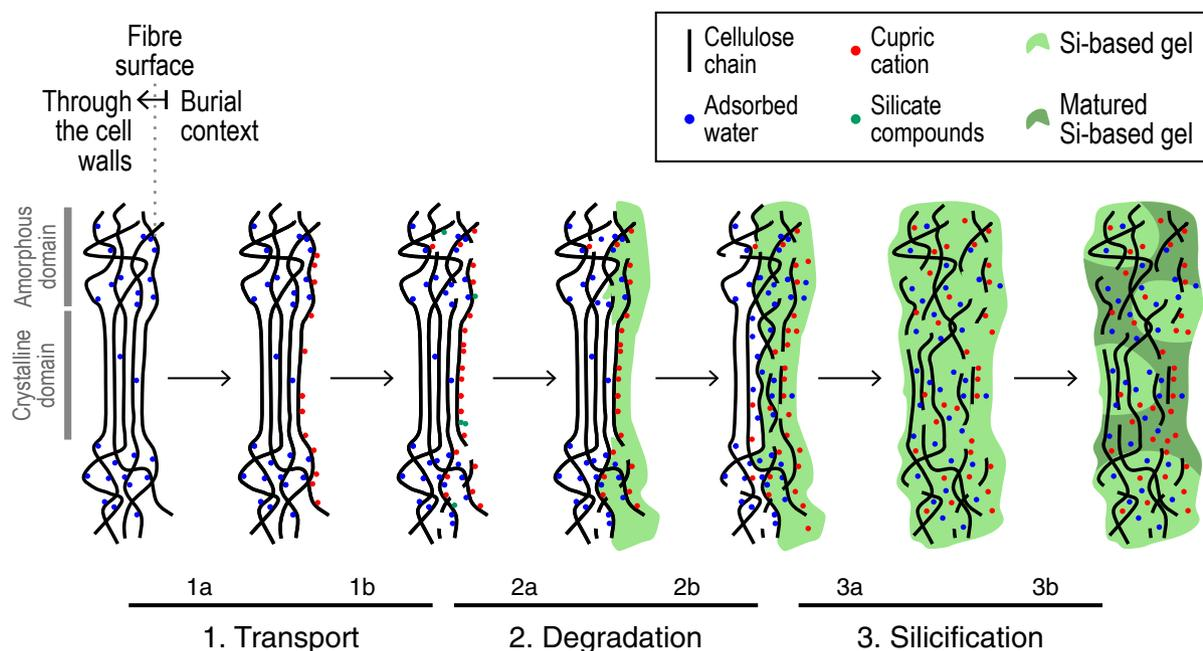 Fibre
surface
Through
the cell
walls
Burial
context
Cellulose
chain
Cupric
cation
Si-based gel
Adsorbed
water
Silicate
compounds
Matured
Si-based gel
Amorphous
domain
Crystalline
domain
1a
1b
2a
2b
3a
3b
1. Transport
2. Degradation
3. Silicification